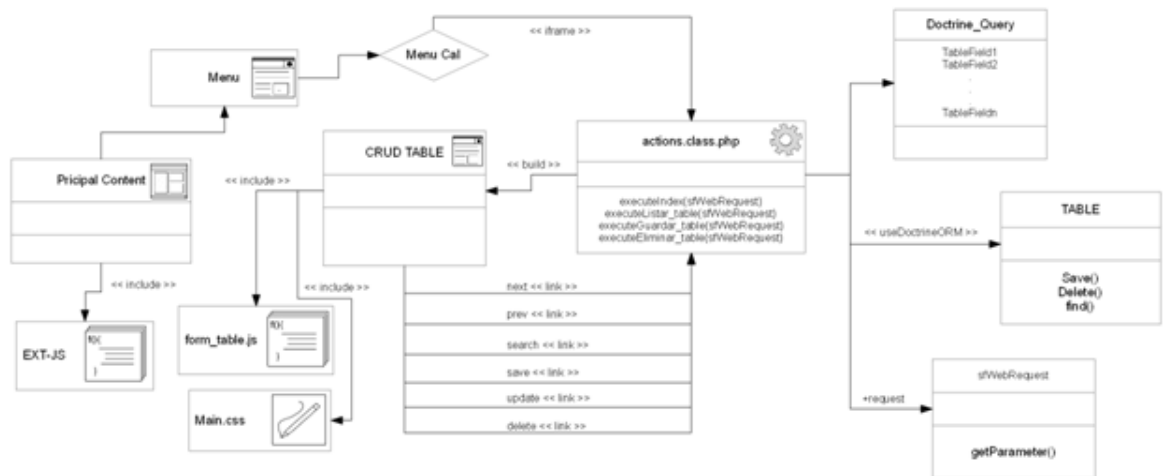 << iframe >>
Menu Cal
Menu
Doctrine_Query
TableField1
TableField2
.
.
.
TableFieldn
Pricipal Content
<< include >>
EXT-JS
f(){
}
CRUD TABLE
<< include >>
<< include >>
form_table.js
f(){
}
Main.css
<< build >>
actions.class.php
executeIndex(sfWebRequest)
executeListar_table(sfWebRequest)
executeGuardar_table(sfWebRequest)
executeEliminar_table(sfWebRequest)
next << link >>
prev << link >>
search << link >>
save << link >>
update << link >>
delete << link >>
<< useDoctrineORM >>
TABLE
Save()
Delete()
find()
+request
sfWebRequest
getParameter()